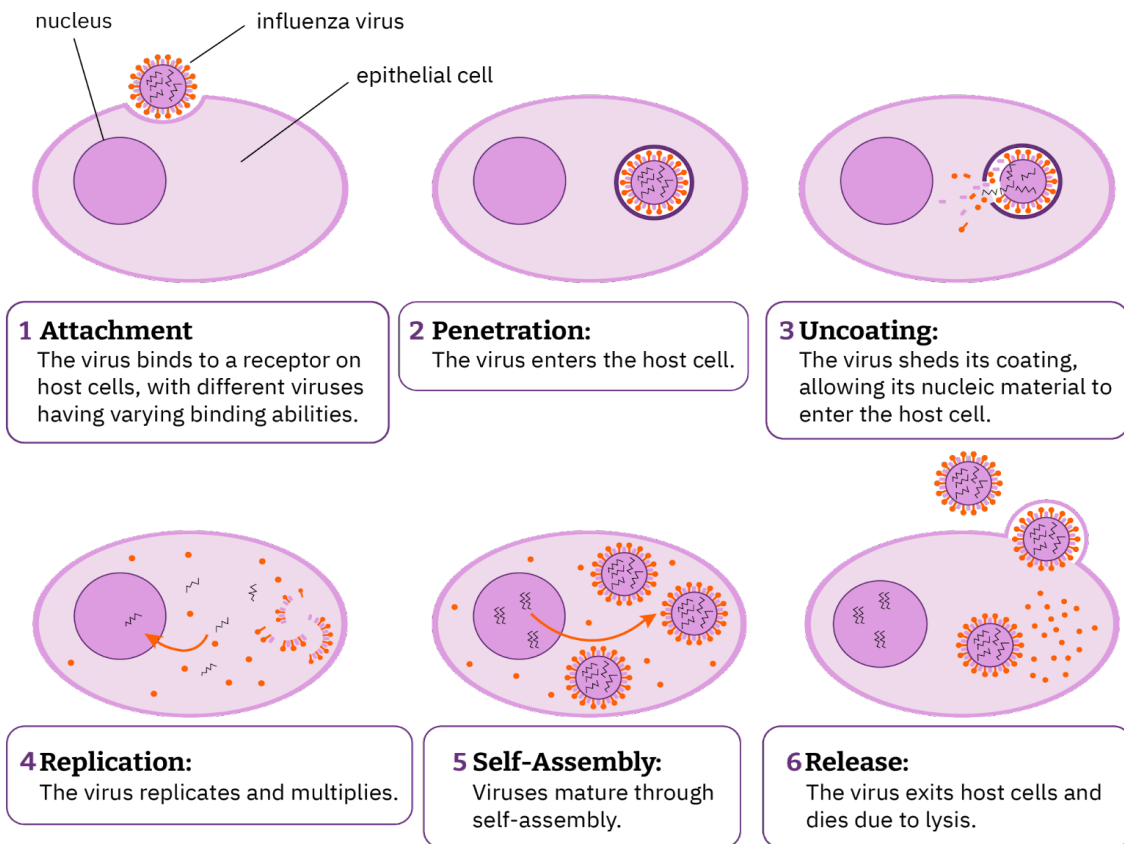 nucleus
influenza virus
epithelial cell
1 Attachment
The virus binds to a receptor on
host cells, with different viruses
having varying binding abilities.
2 Penetration:
The virus enters the host cell.
3 Uncoating:
The virus sheds its coating,
allowing its nucleic material to
enter the host cell.
4 Replication:
The virus replicates and multiplies.
5 Self-Assembly:
Viruses mature through
self-assembly.
6 Release:
The virus exits host cells and
dies due to lysis.